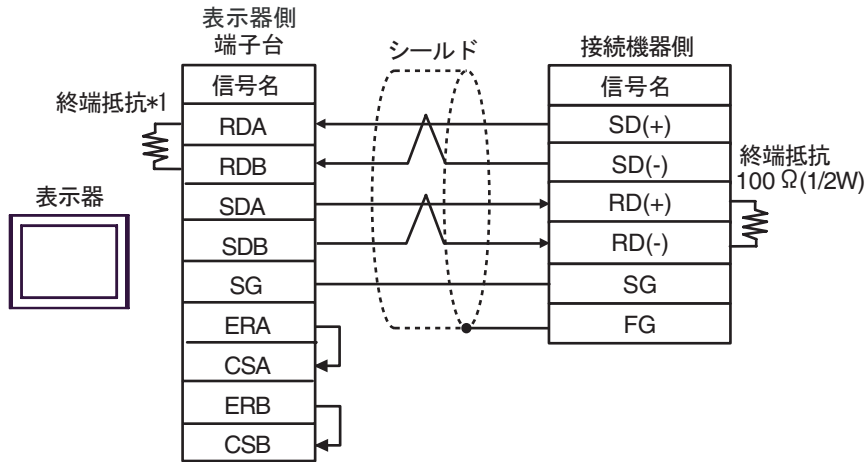 表示器側
端子台
シールド
接続機器側
信号名
信号名
終端抵抗*1
RDA
SD(+)
RDB
SD(-)
終端抵抗
100 Ω(1/2W)
表示器
SDA
RD(+)
SDB
RD(-)
SG
SG
ERA
FG
CSA
ERB
CSB